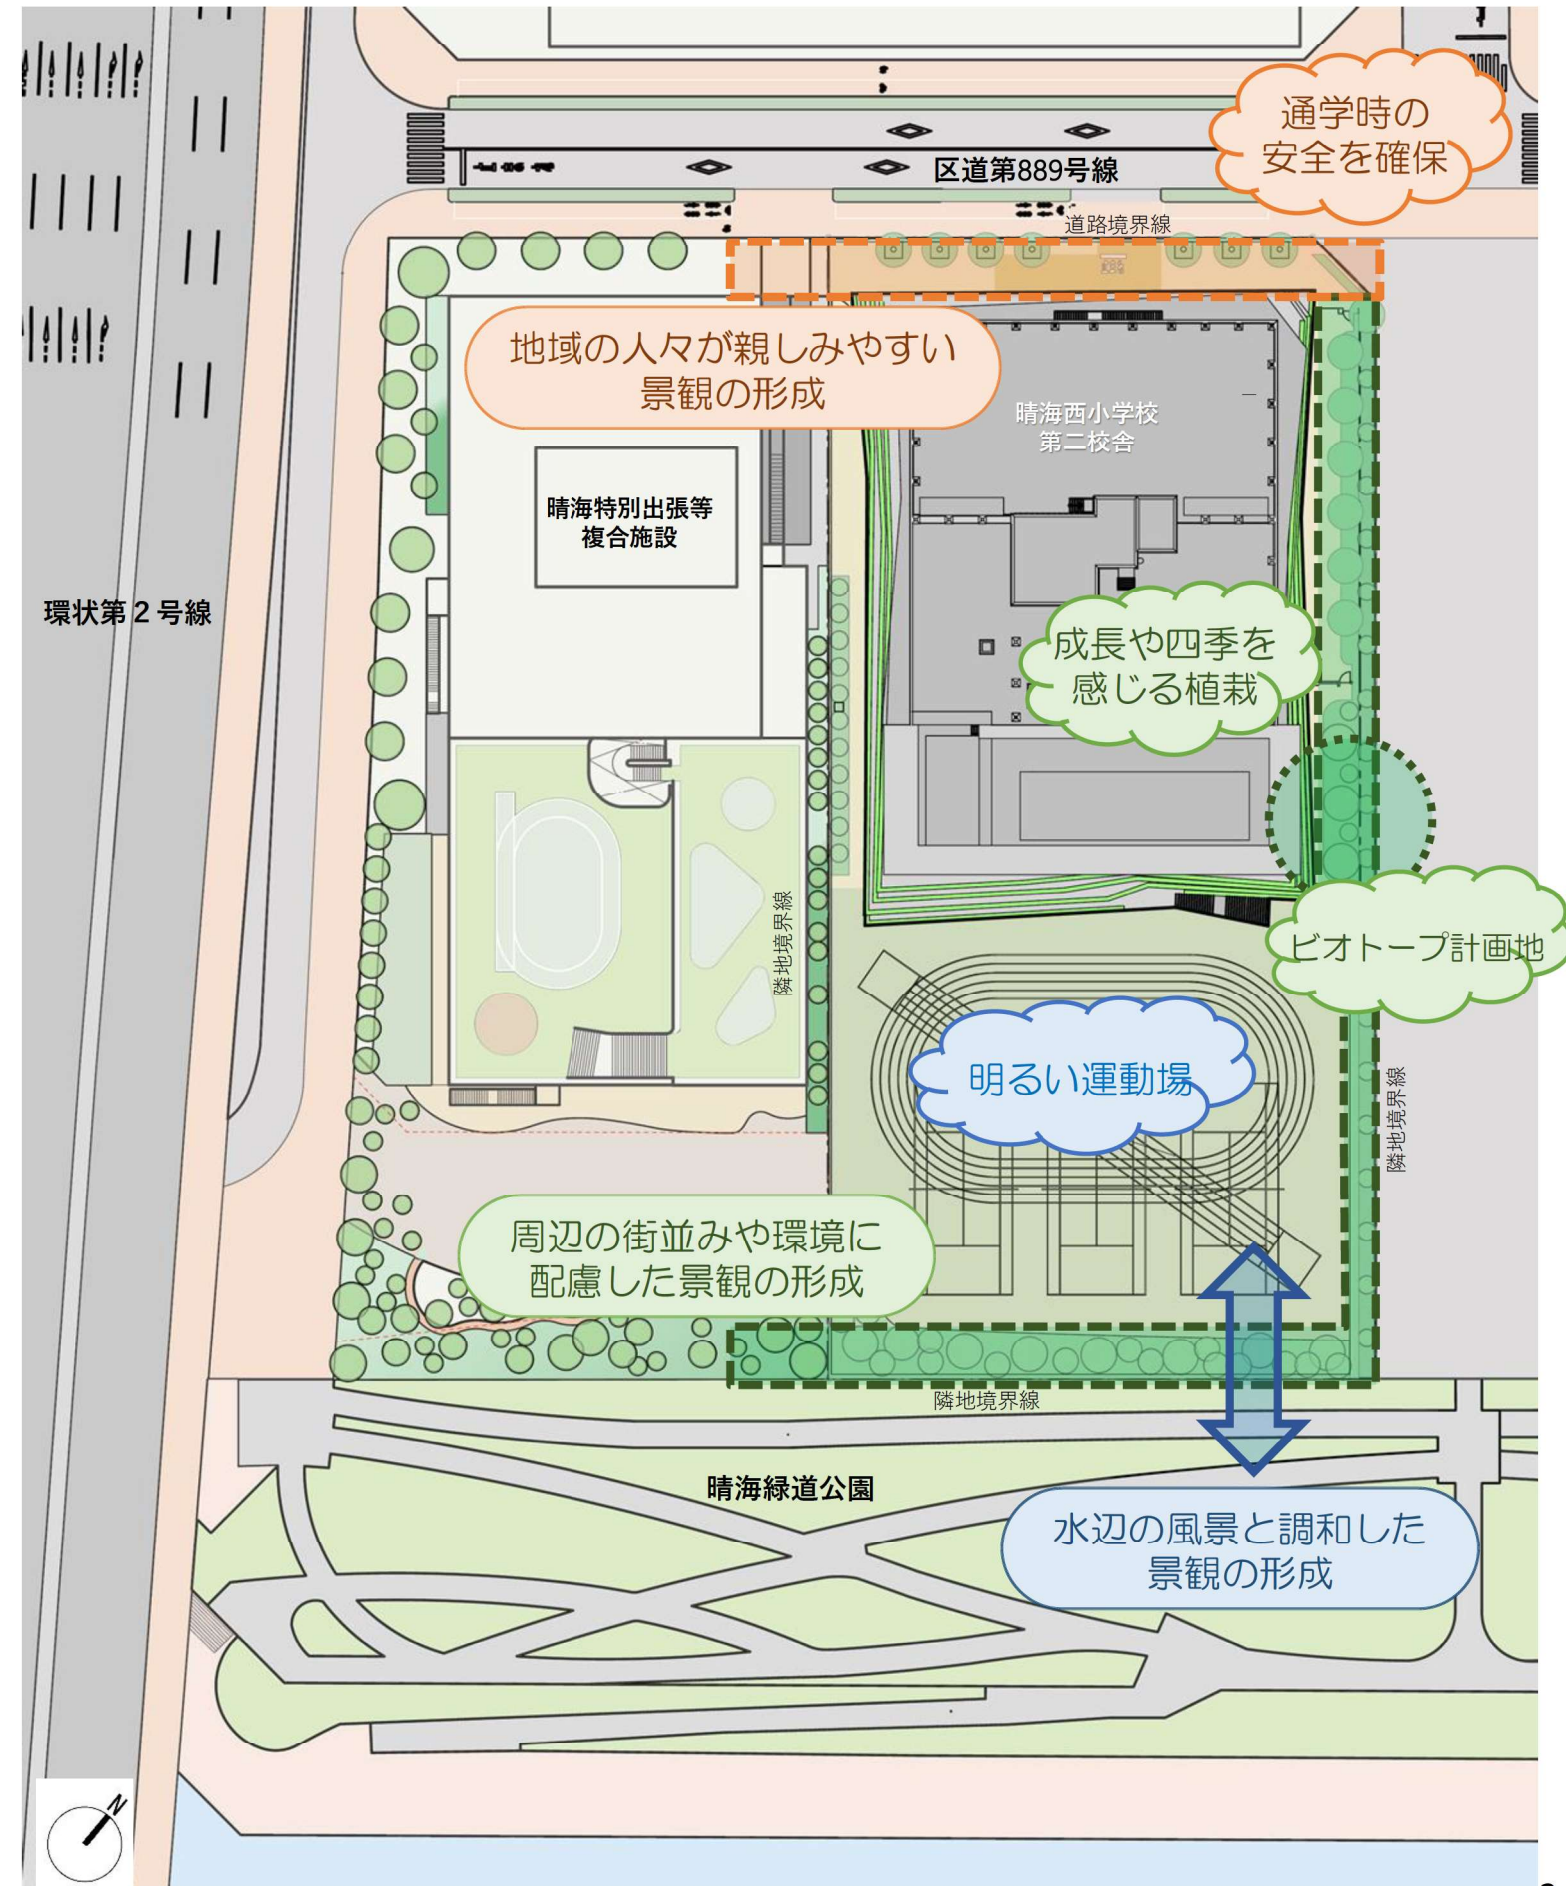 通学時の
安全を確保
区道第889号線
道路境界線
地域の人々が親しみやすい
景観の形成
晴海西小学校
第二校舎
晴海特別出張等
複合施設
環状第2号線
成長や四季を
感じる植栽
隣地境界線
ビオトープ計画地
明るい運動場
隣地境界線
周辺の街並みや環境に
配慮した景観の形成
隣地境界線
晴海緑道公園
水辺の風景と調和した
景観の形成
N